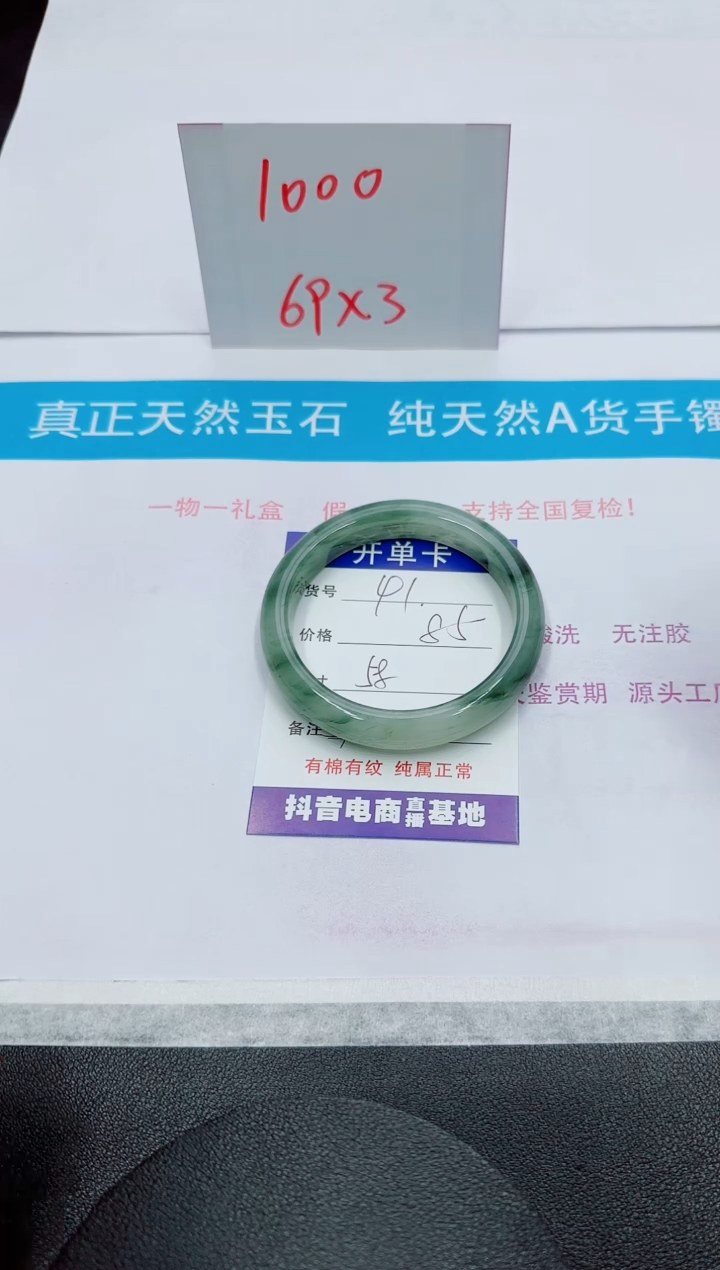 1000
69x3
真正天然玉石 纯天然A货手镯
一物一礼盒 假 支持全国复检！
开单卡
货号 41.
酸洗 无注胶
价格 85
58
鉴赏期 源头工厂
备注
有棉有纹 纯属正常
抖音电商直播基地